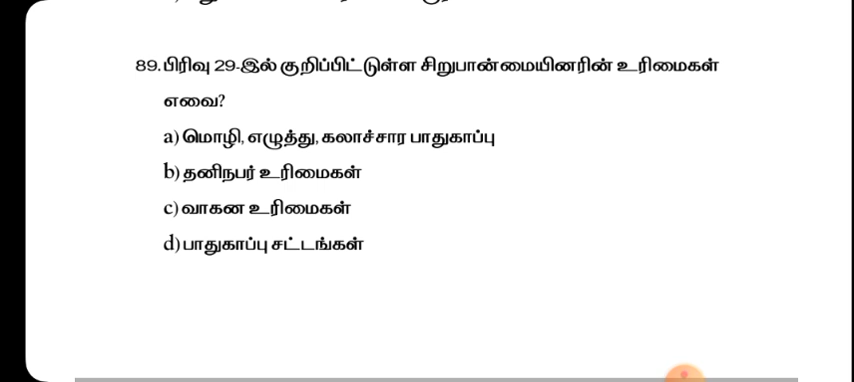 89. பிரிவு 29-இல் குறிப்பிட்டுள்ள சிறுபான்மையினரின் உரிமைகள்
எவை?
a) மொழி, எழுத்து, கலாச்சார பாதுகாப்பு
b) தனிநபர் உரிமைகள்
c) வாகன உரிமைகள்
d) பாதுகாப்பு சட்டங்கள்